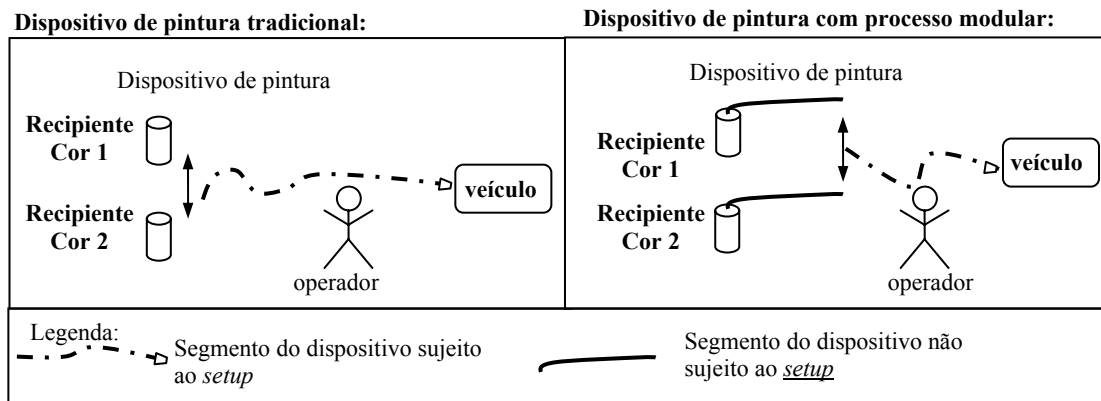 Dispositivo de pintura tradicional:
Dispositivo de pintura
Recipiente
Cor 1
Recipiente
Cor 2
veículo
operador
Dispositivo de pintura com processo modular:
Dispositivo de pintura
Recipiente
Cor 1
Recipiente
Cor 2
veículo
operador
Legenda:
Segmento do dispositivo sujeito
ao setup
Segmento do dispositivo não
sujeito ao setup